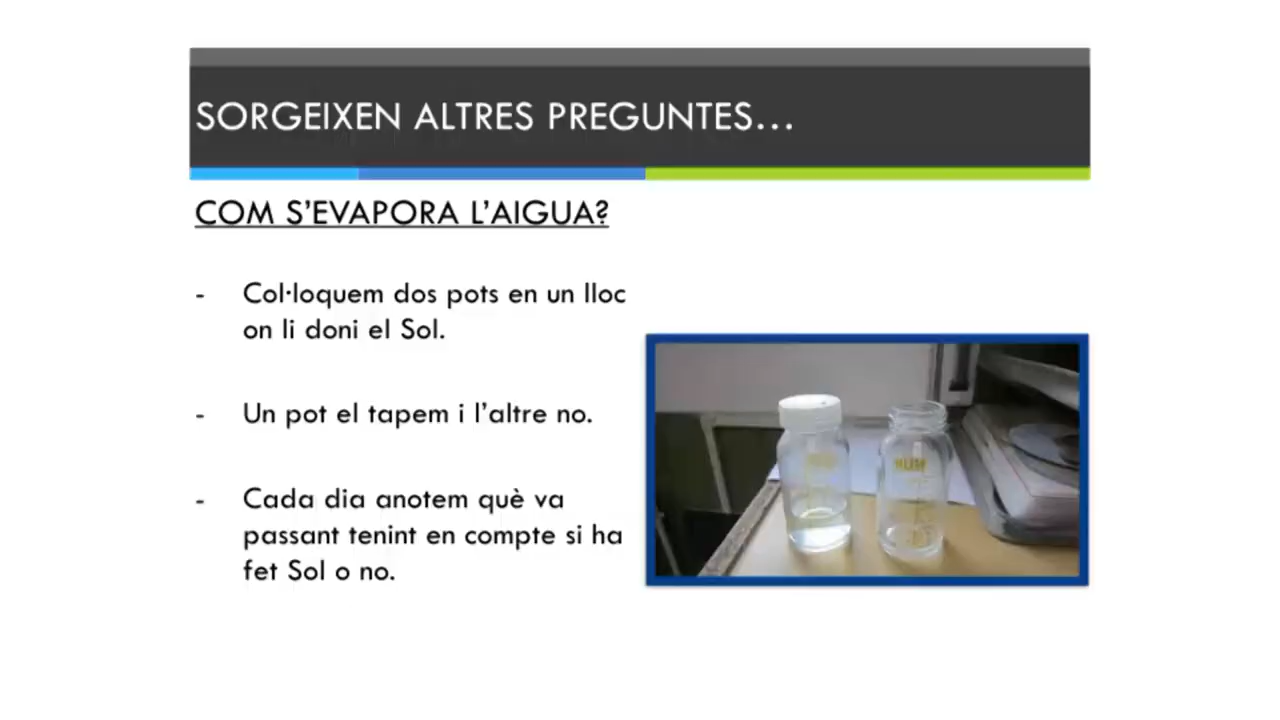 SORGEIXEN ALTRES PREGUNTES...
COM S'EVAPORA L'AIGUA?
- Col·loquem dos pots en un lloc
on li doni el Sol.
- Un pot el tapem i l'altre no.
- Cada dia anotem què va
passant tenint en compte si ha
fet Sol o no.